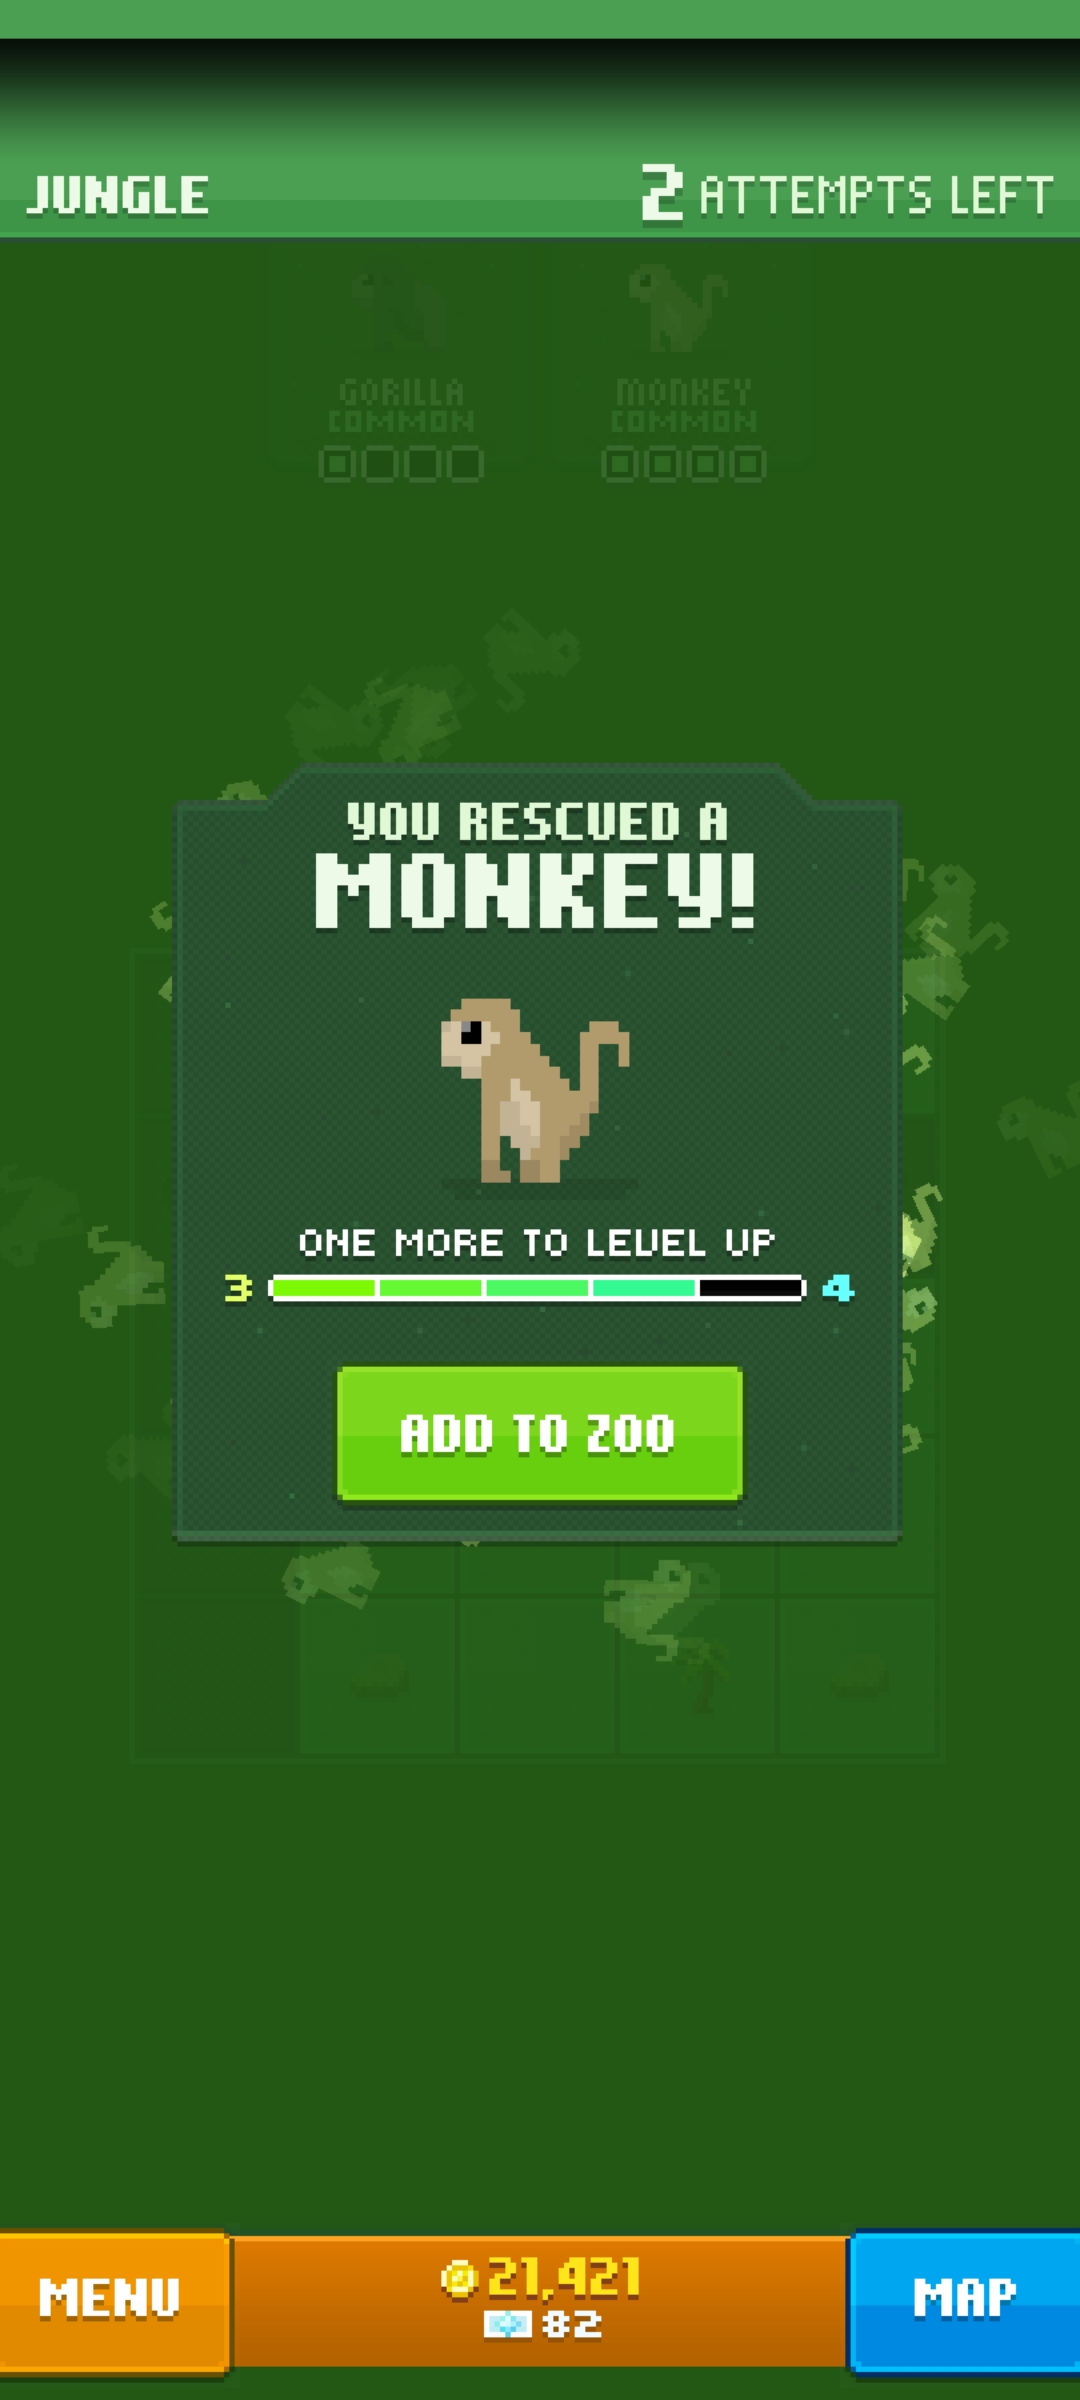 JUNGLE
2 ATTEMPTS LEFT
GORILLA
COMMON
MONKEY
COMMON
YOU RESCUED A
MONKEY!
ONE MORE TO LEVEL UP
3 4
ADD TO ZOO
MENU
21,421
82
MAP